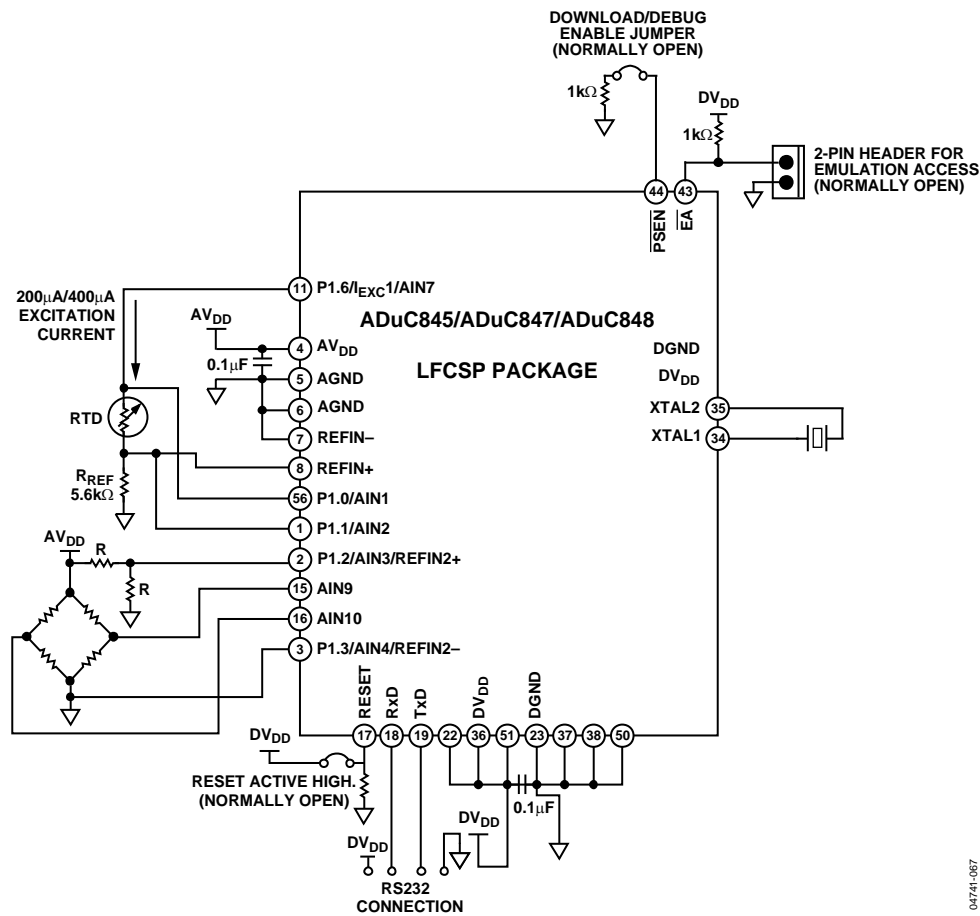 DOWNLOAD/DEBUG
ENABLE JUMPER
(NORMALLY OPEN)
1kΩ
DVDD
1kΩ
2-PIN HEADER FOR
EMULATION ACCESS
(NORMALLY OPEN)
44
43
PSEN
EA
200μA/400μA
EXCITATION
CURRENT
11
P1.6/IEXC1/AIN7
AVDD
ADuC845/ADuC847/ADuC848
4
AVDD
0.1μF
LFCSP PACKAGE
DGND
5
AGND
DVDD
6
AGND
RTD
XTAL2
35
7
REFIN–
XTAL1
34
8
REFIN+
RREF
5.6kΩ
56
P1.0/AIN1
1
P1.1/AIN2
AVDD
R
2
P1.2/AIN3/REFIN2+
R
15
AIN9
16
AIN10
3
P1.3/AIN4/REFIN2–
RESET
RxD
TxD
DVDD
DGND
17
18
19
22
36
51
23
37
38
50
DVDD
RESET ACTIVE HIGH.
(NORMALLY OPEN)
0.1μF
DVDD
DVDD
RS232
CONNECTION
04741-067